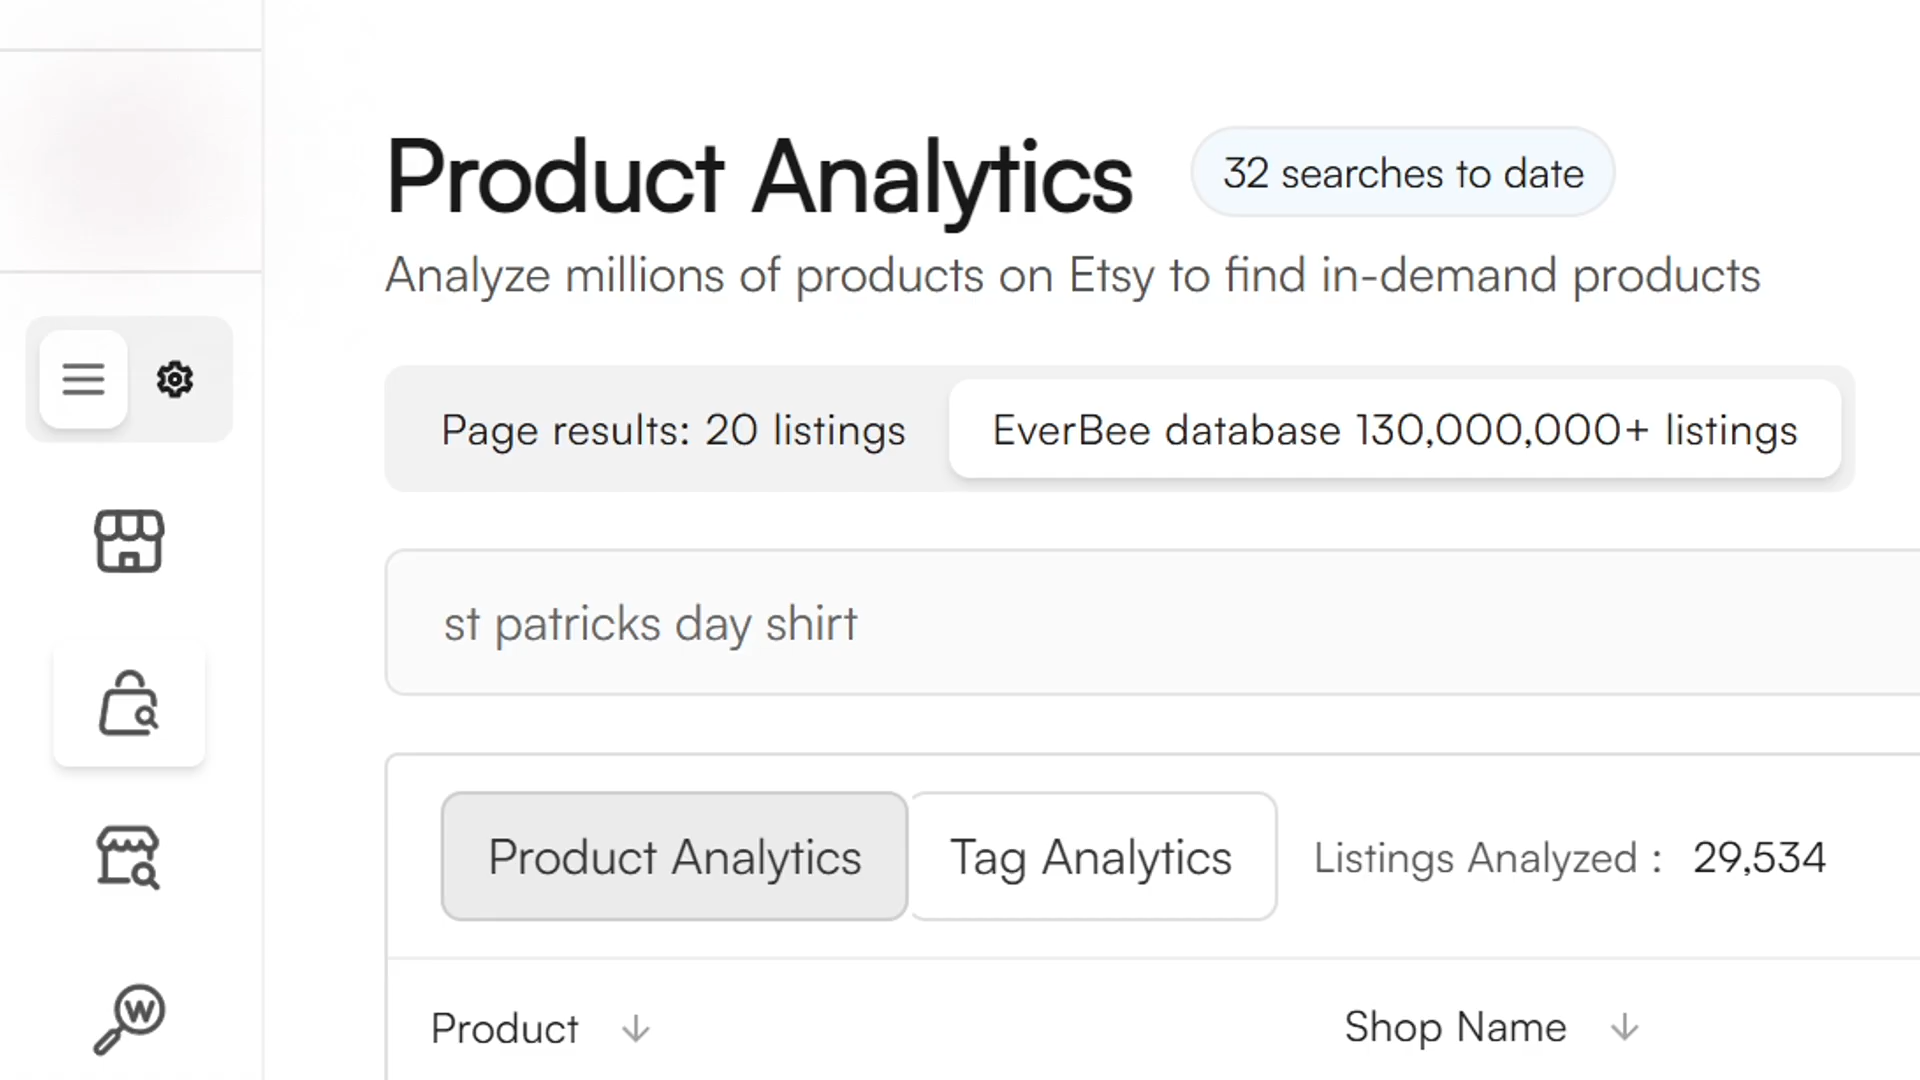 Product Analytics
32 searches to date
Analyze millions of products on Etsy to find in-demand products
Page results: 20 listings
EverBee database 130,000,000+ listings
st patricks day shirt
Product Analytics
Tag Analytics
Listings Analyzed : 29,534
Product
Shop Name
W